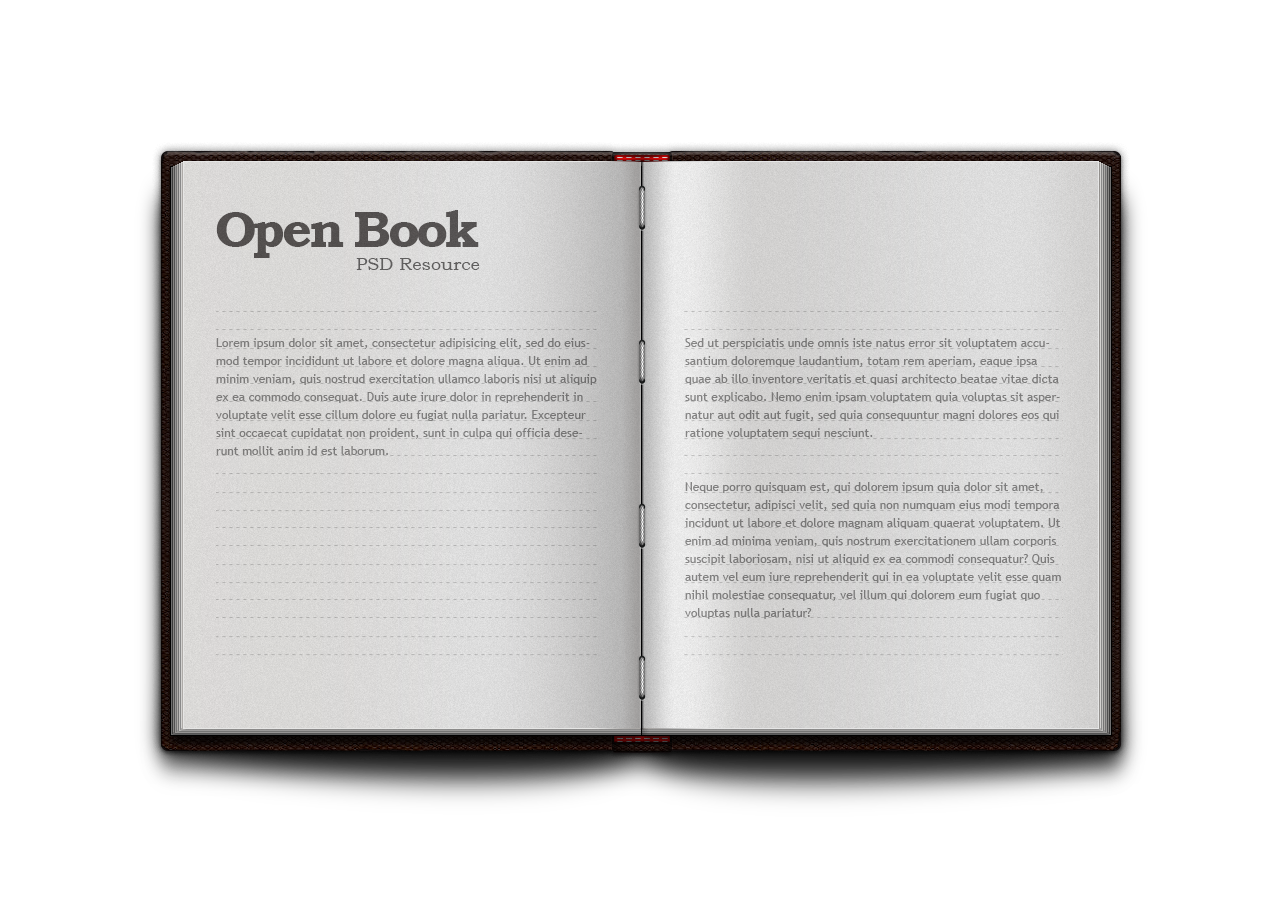 Open Book
PSD Resource
Lorem ipsum dolor sit amet, consectetur adipisicing elit, sed do eius-
mod tempor incididunt ut labore et dolore magna aliqua. Ut enim ad
minim veniam, quis nostrud exercitation ullamco laboris nisi ut aliquip
ex ea commodo consequat. Duis aute irure dolor in reprehenderit in
voluptate velit esse cillum dolore eu fugiat nulla pariatur. Excepteur
sint occaecat cupidatat non proident, sunt in culpa qui officia dese-
runt mollit anim id est laborum.
Sed ut perspiciatis unde omnis iste natus error sit voluptatem accu-
santium doloremque laudantium, totam rem aperiam, eaque ipsa
quae ab illo inventore veritatis et quasi architecto beatae vitae dicta
sunt explicabo. Nemo enim ipsam voluptatem quia voluptas sit asper-
natur aut odit aut fugit, sed quia consequuntur magni dolores eos qui
ratione voluptatem sequi nesciunt.
Neque porro quisquam est, qui dolorem ipsum quia dolor sit amet,
consectetur, adipisci velit, sed quia non numquam eius modi tempora
incidunt ut labore et dolore magnam aliquam quaerat voluptatem. Ut
enim ad minima veniam, quis nostrum exercitationem ullam corporis
suscipit laboriosam, nisi ut aliquid ex ea commodi consequatur? Quis
autem vel eum iure reprehenderit qui in ea voluptate velit esse quam
nihil molestiae consequatur, vel illum qui dolorem eum fugiat quo
voluptas nulla pariatur?